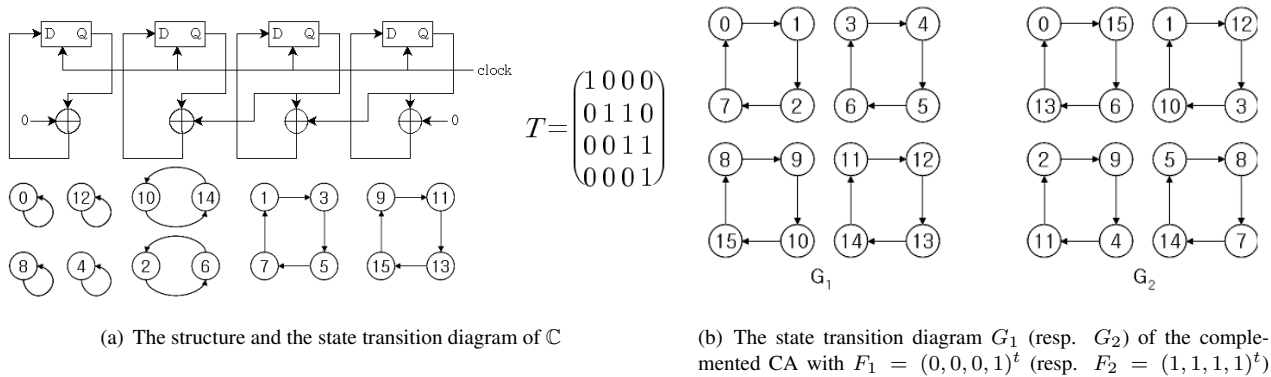 D Q D Q D Q D Q
clock
0 0
T = (1 0 0 0
0 1 1 0
0 0 1 1
0 0 0 1)
0 12 10 14 1 3 9 11
8 4 2 6 7 5 15 13
(a) The structure and the state transition diagram of ℂ
0 1 3 4
7 2 6 5
8 9 11 12
15 10 14 13
G₁
0 15 1 12
13 6 10 3
2 9 5 8
11 4 14 7
G₂
(b) The state transition diagram G₁ (resp. G₂) of the comple-
mented CA with F₁ = (0, 0, 0, 1)ᵗ (resp. F₂ = (1, 1, 1, 1)ᵗ)